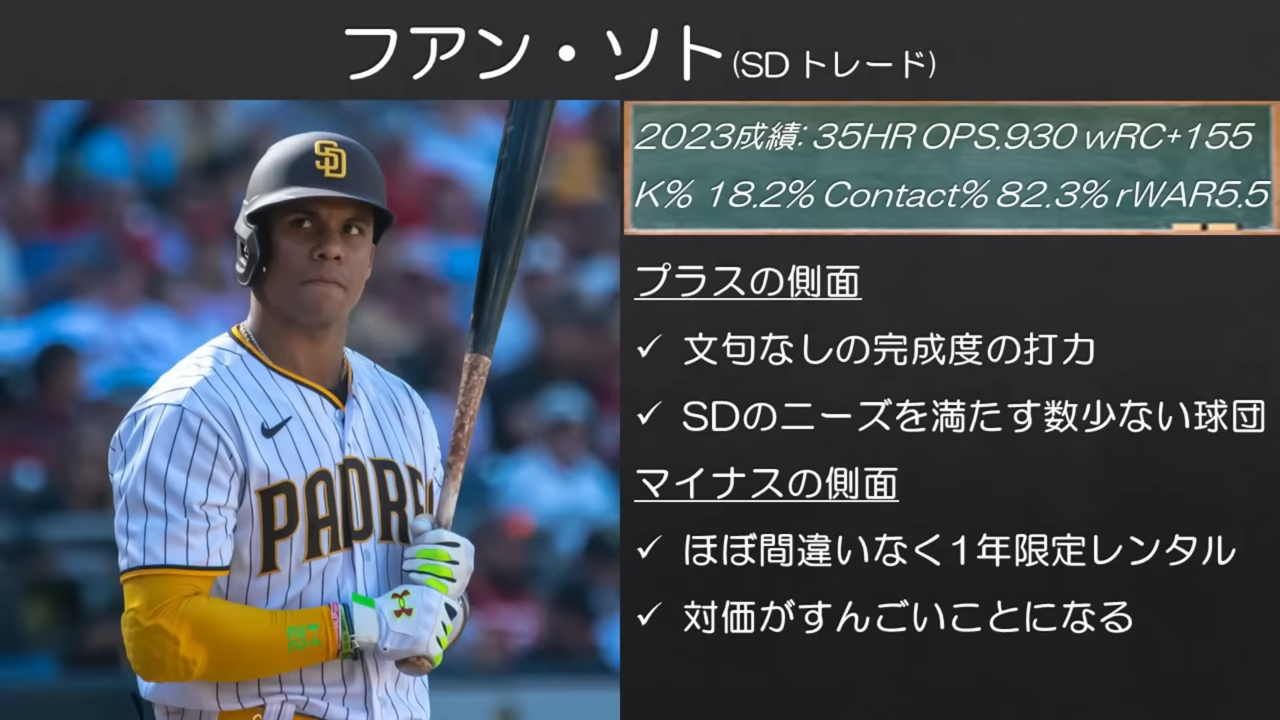 フアン・ソト(SDトレード)
2023成績: 35HR OPS.930 wRC+155
K% 18.2% Contact% 82.3% rWAR5.5
プラスの側面
✓ 文句なしの完成度の打力
✓ SDのニーズを満たす数少ない球団
マイナスの側面
✓ ほぼ間違いなく1年限定レンタル
✓ 対価がすんごいことになる
SD
PADRE